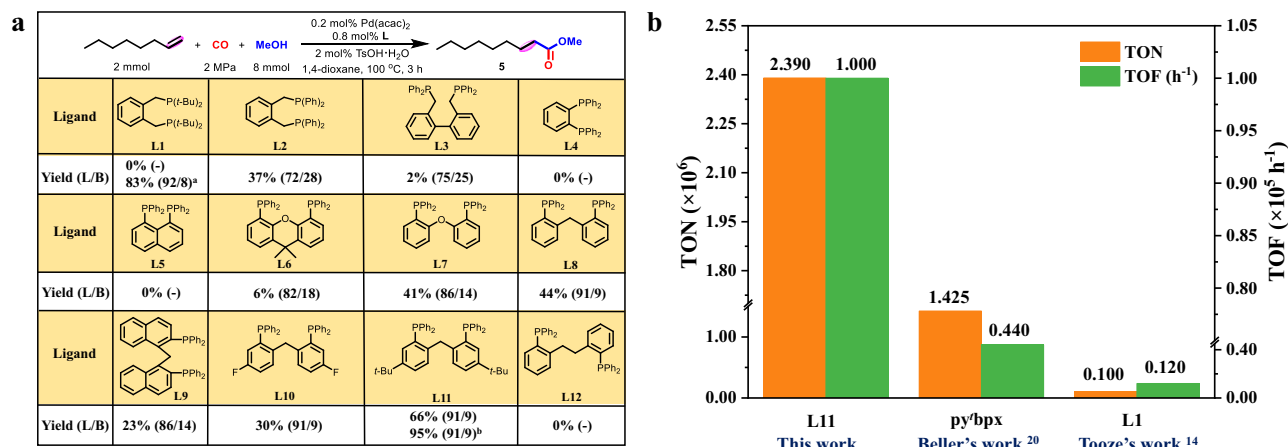 a
0.2 mol% Pd(acac)2
0.8 mol% L
2 mol% TsOH·H2O
1,4-dioxane, 100 °C, 3 h
+ CO + MeOH
2 mmol 2 MPa 8 mmol
OMe
O
5
Ligand
P(t-Bu)2
P(t-Bu)2
L1
P(Ph)2
P(Ph)2
L2
Ph2P PPh2
L3
PPh2
PPh2
L4
Yield (L/B)
0% (-)
83% (92/8)a
37% (72/28)
2% (75/25)
0% (-)
Ligand
PPh2 PPh2
L5
PPh2 PPh2
O
L6
PPh2 PPh2
O
L7
PPh2 PPh2
L8
Yield (L/B)
0% (-)
6% (82/18)
41% (86/14)
44% (91/9)
Ligand
PPh2
PPh2
L9
PPh2 PPh2
F F
L10
PPh2 PPh2
t-Bu t-Bu
L11
PPh2
PPh2
L12
Yield (L/B)
23% (86/14)
30% (91/9)
66% (91/9)
95% (91/9)b
0% (-)
b
TON (×10^6)
2.55
2.40
2.25
2.10
1.95
1.80
1.00
0.00
TON
TOF (h-1)
2.390 1.000
1.425
0.440
0.100 0.120
1.05
1.00
0.95
0.90
0.85
0.80
0.40
0.00
TOF (×10^5 h-1)
L11 pytbpx L1
This work Beller's work 20 Tooze's work 14